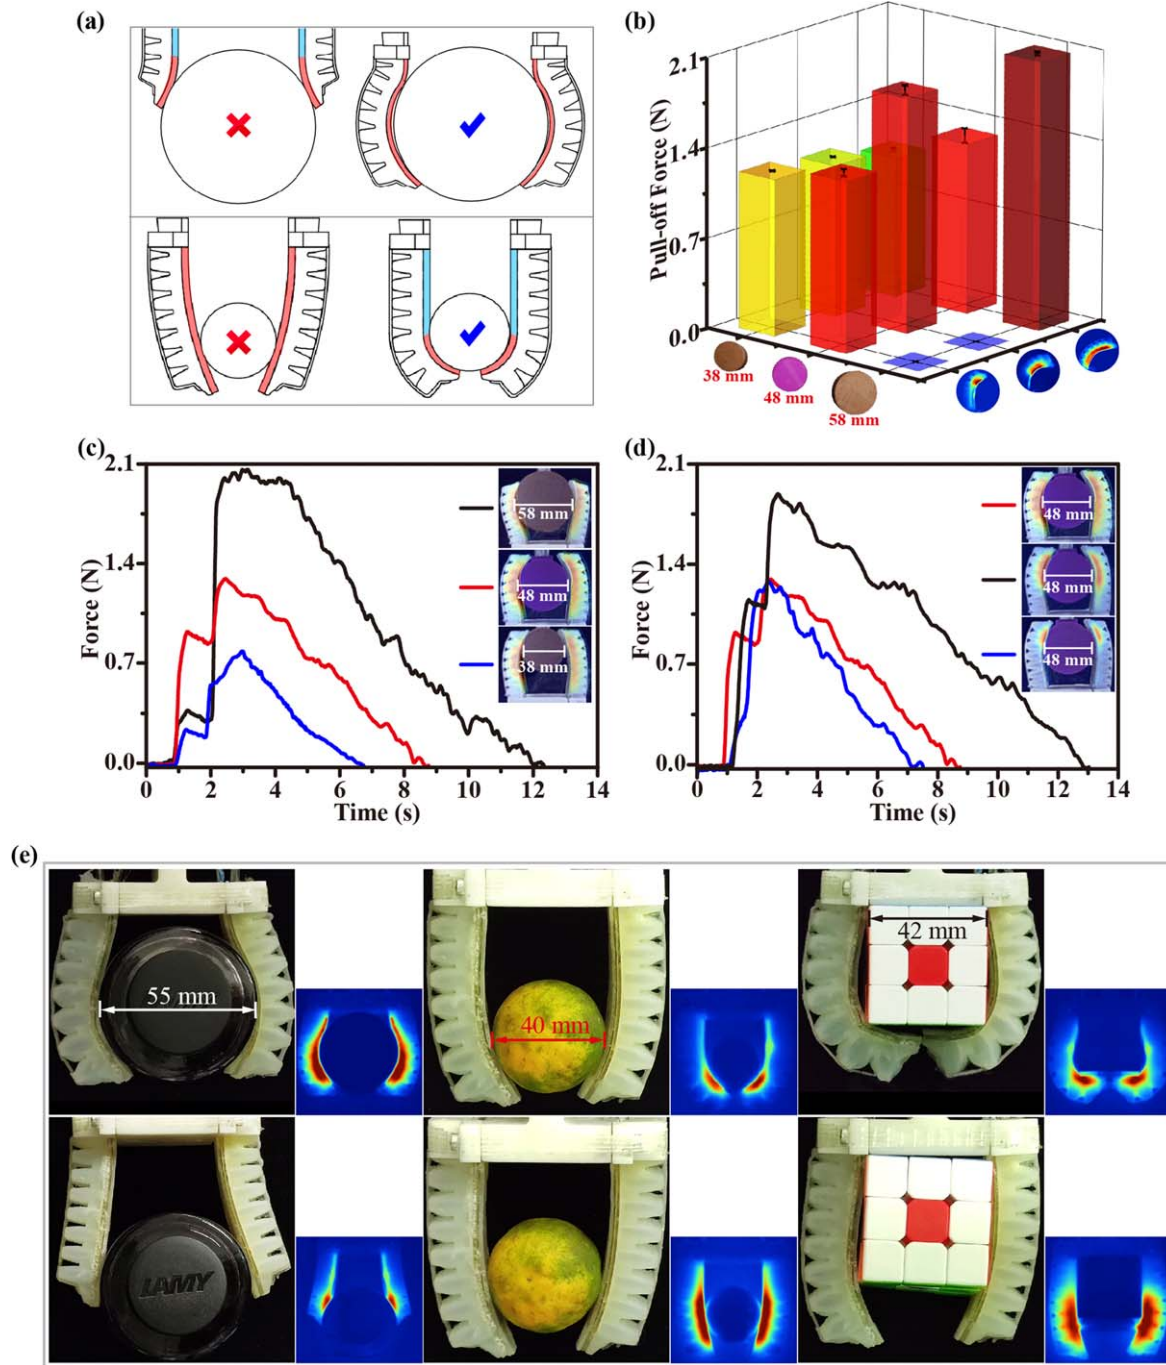 (a)
(b)
2.1
1.4
0.7
0.0
Pull-off Force (N)
38 mm
48 mm
58 mm
(c)
2.1
1.4
0.7
0.0
Force (N)
0 2 4 6 8 10 12 14
Time (s)
58 mm
48 mm
38 mm
(d)
2.1
1.4
0.7
0.0
Force (N)
0 2 4 6 8 10 12 14
Time (s)
48 mm
48 mm
48 mm
(e)
55 mm
40 mm
42 mm
LAMY